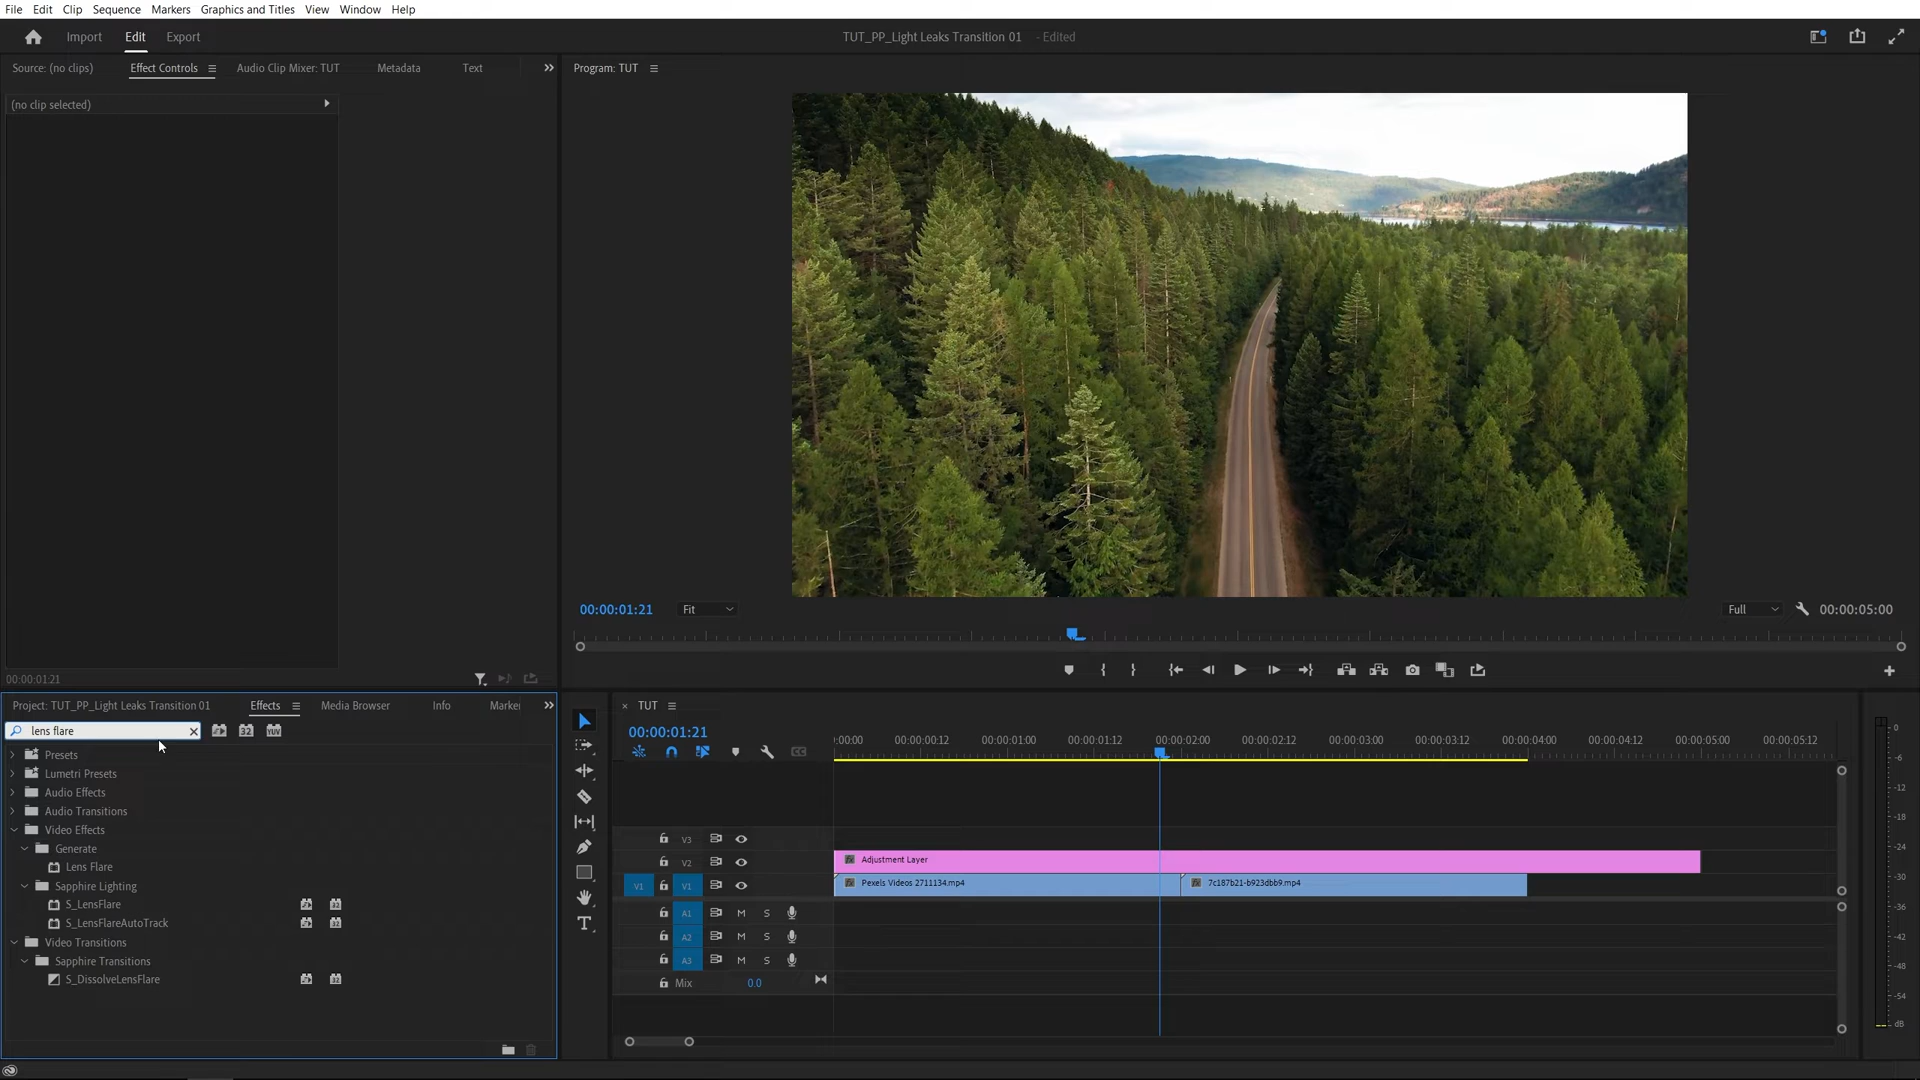 File Edit Clip Sequence Markers Graphics and Titles View Window Help
Import Edit Export TUT_PP_Light Leaks Transition 01 - Edited
Source: (no clips) Effect Controls Audio Clip Mixer: TUT Metadata Text
Program: TUT
(no clip selected)
00:00:01:21 Fit Full 00:00:05:00
00:00:01:21
Project: TUT_PP_Light Leaks Transition 01 Effects Media Browser Info Marker
lens flare 32 YUV
Presets
Lumetri Presets
Audio Effects
Audio Transitions
Video Effects
Generate
Lens Flare
Sapphire Lighting
S_LensFlare
S_LensFlareAutoTrack
Video Transitions
Sapphire Transitions
S_DissolveLensFlare
TUT
00:00:01:21
:00:00 00:00:00:12 00:00:01:00 00:00:01:12 00:00:02:00 00:00:02:12 00:00:03:00 00:00:03:12 00:00:04:00 00:00:04:12 00:00:05:00 00:00:05:12
V3
V2 Adjustment Layer
V1 V1 Pexels Videos 2711134.mp4 7c187b21-b923dbb9.mp4
A1 M S
A2 M S
A3 M S
Mix 0.0
0
-6
-12
-18
-24
-30
-36
-42
-48
-54
dB